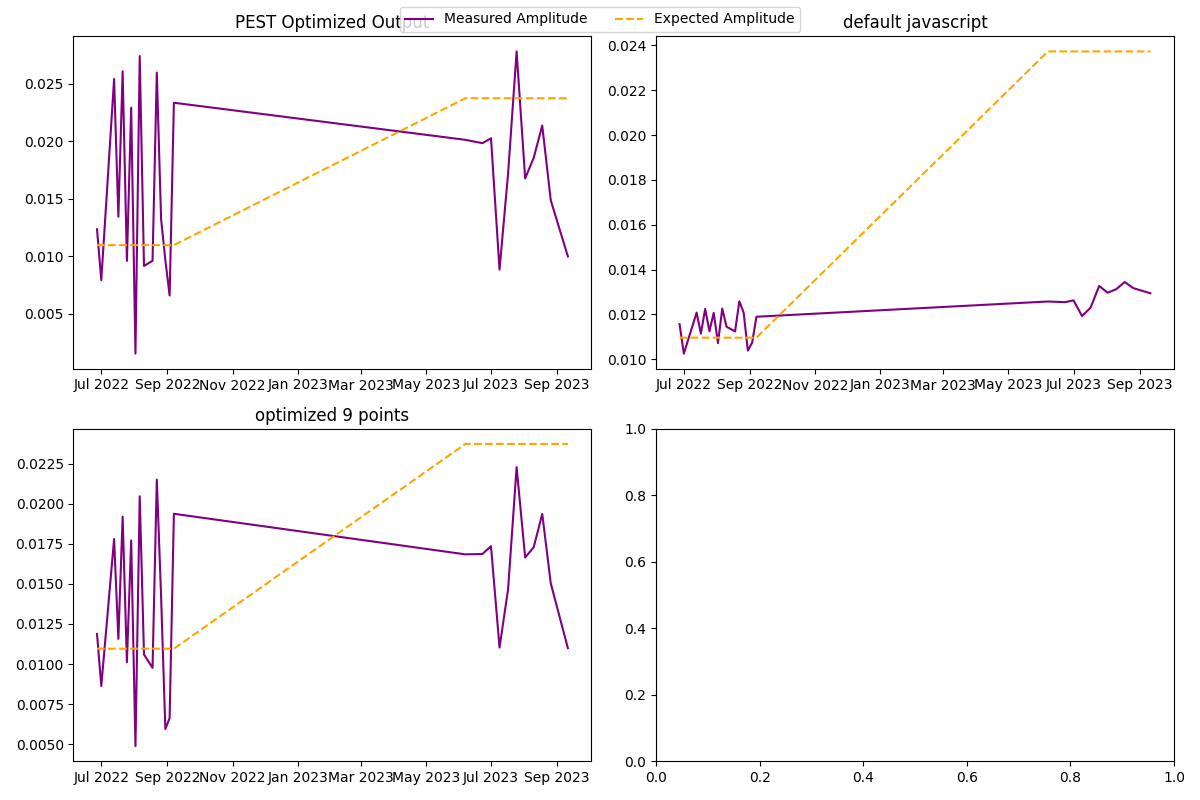 PEST Optimized Output
Measured Amplitude
Expected Amplitude
default javascript
0.025
0.020
0.015
0.010
0.005
Jul 2022
Sep 2022
Nov 2022
Jan 2023
Mar 2023
May 2023
Jul 2023
Sep 2023
0.024
0.022
0.020
0.018
0.016
0.014
0.012
0.010
Jul 2022
Sep 2022
Nov 2022
Jan 2023
Mar 2023
May 2023
Jul 2023
Sep 2023
optimized 9 points
0.0225
0.0200
0.0175
0.0150
0.0125
0.0100
0.0075
0.0050
Jul 2022
Sep 2022
Nov 2022
Jan 2023
Mar 2023
May 2023
Jul 2023
Sep 2023
1.0
0.8
0.6
0.4
0.2
0.0
0.0
0.2
0.4
0.6
0.8
1.0